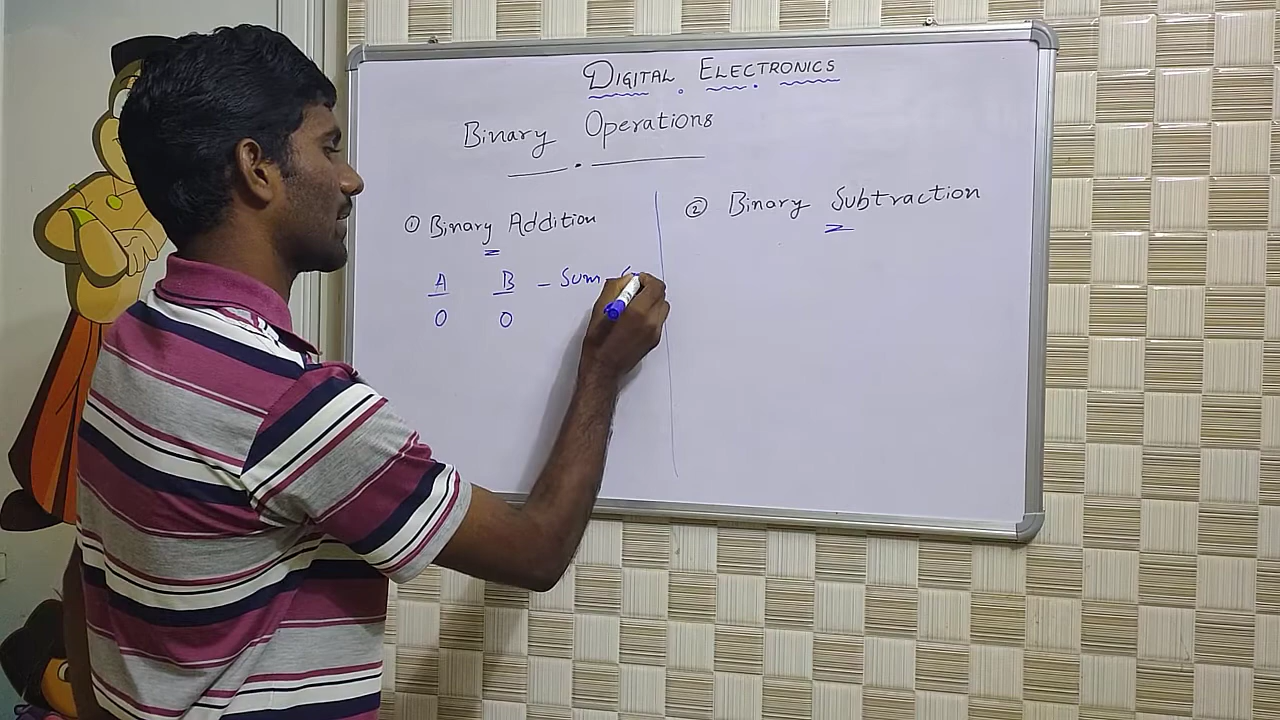 DIGITAL ELECTRONICS
Binary Operations
① Binary Addition
A B - Sum
0 0
② Binary Subtraction